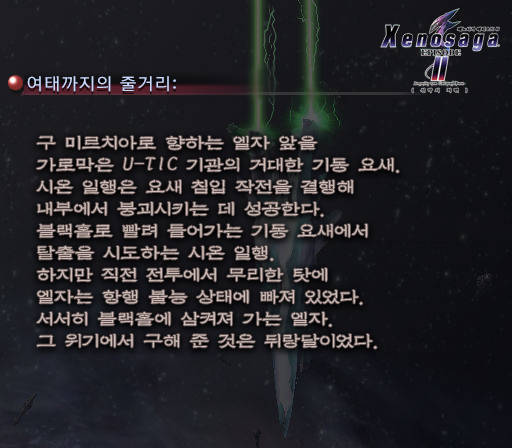 Xenosaga
EPISODE
II
[ 선악의 저편 ]
여태까지의 줄거리:
구 미트치아로 향하는 엘자 앞을
가로막은 U-TIC 기관의 거대한 기동 요새.
시온 일행은 요새 침입 작전을 결행해
내부에서 붕괴시키는 데 성공한다.
블랙홀로 빨려 들어가는 기동 요새에서
탈출을 시도하는 시온 일행.
하지만 직전 전투에서 무리한 탓에
엘자는 항행 불능 상태에 빠져 있었다.
서서히 블랙홀에 삼켜져 가는 엘자.
그 위기에서 구해 준 것은 뒤랑달이었다.